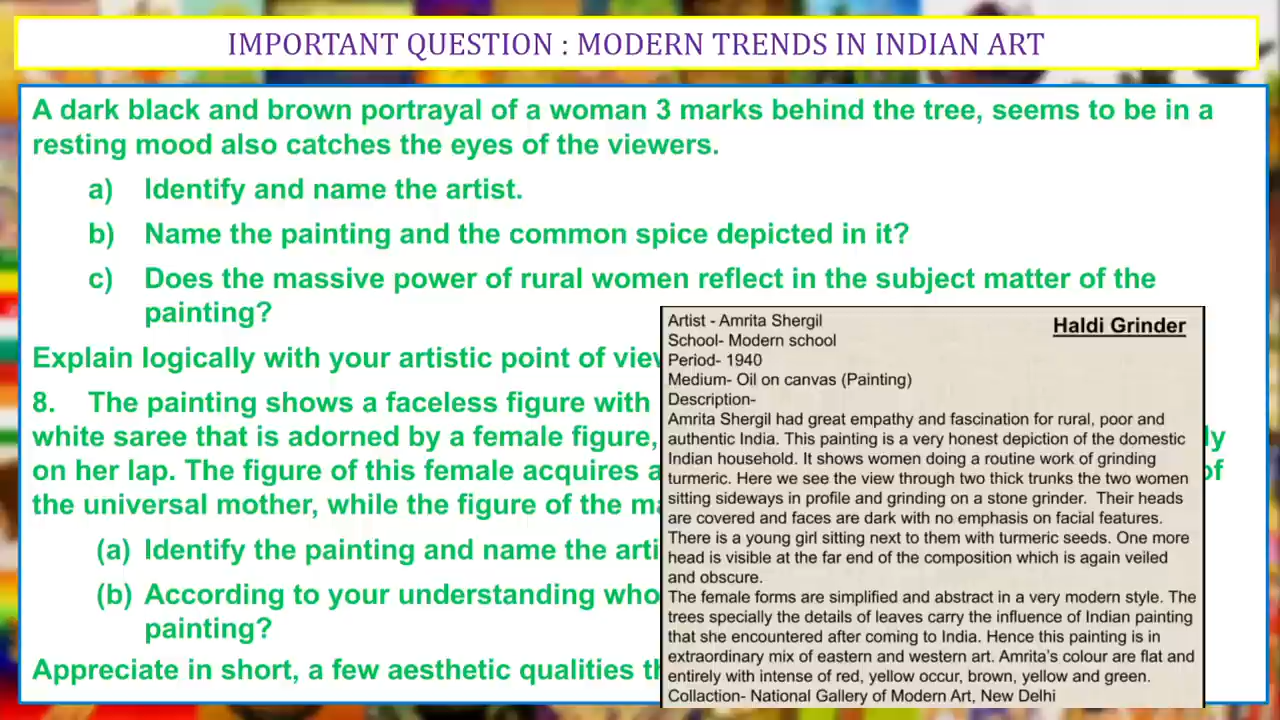 IMPORTANT QUESTION : MODERN TRENDS IN INDIAN ART
A dark black and brown portrayal of a woman 3 marks behind the tree, seems to be in a
resting mood also catches the eyes of the viewers.
a) Identify and name the artist.
b) Name the painting and the common spice depicted in it?
c) Does the massive power of rural women reflect in the subject matter of the
painting?
Explain logically with your artistic point of view
8. The painting shows a faceless figure with
white saree that is adorned by a female figure, ly
on her lap. The figure of this female acquires a of
the universal mother, while the figure of the
(a) Identify the painting and name the
(b) According to your understanding who
painting?
Appreciate in short, a few aesthetic qualities
Haldi Grinder
Artist - Amrita Shergil
School- Modern school
Period- 1940
Medium- Oil on canvas (Painting)
Description-
Amrita Shergil had great empathy and fascination for rural, poor and
authentic India. This painting is a very honest depiction of the domestic
Indian household. It shows women doing a routine work of grinding
turmeric. Here we see the view through two thick trunks the two women
sitting sideways in profile and grinding on a stone grinder. Their heads
are covered and faces are dark with no emphasis on facial features.
There is a young girl sitting next to them with turmeric seeds. One more
head is visible at the far end of the composition which is again veiled
and obscure.
The female forms are simplified and abstract in a very modern style. The
trees specially the details of leaves carry the influence of Indian painting
that she encountered after coming to India. Hence this painting is in
extraordinary mix of eastern and western art. Amrita's colour are flat and
entirely with intense of red, yellow occur, brown, yellow and green.
Collaction- National Gallery of Modern Art, New Delhi